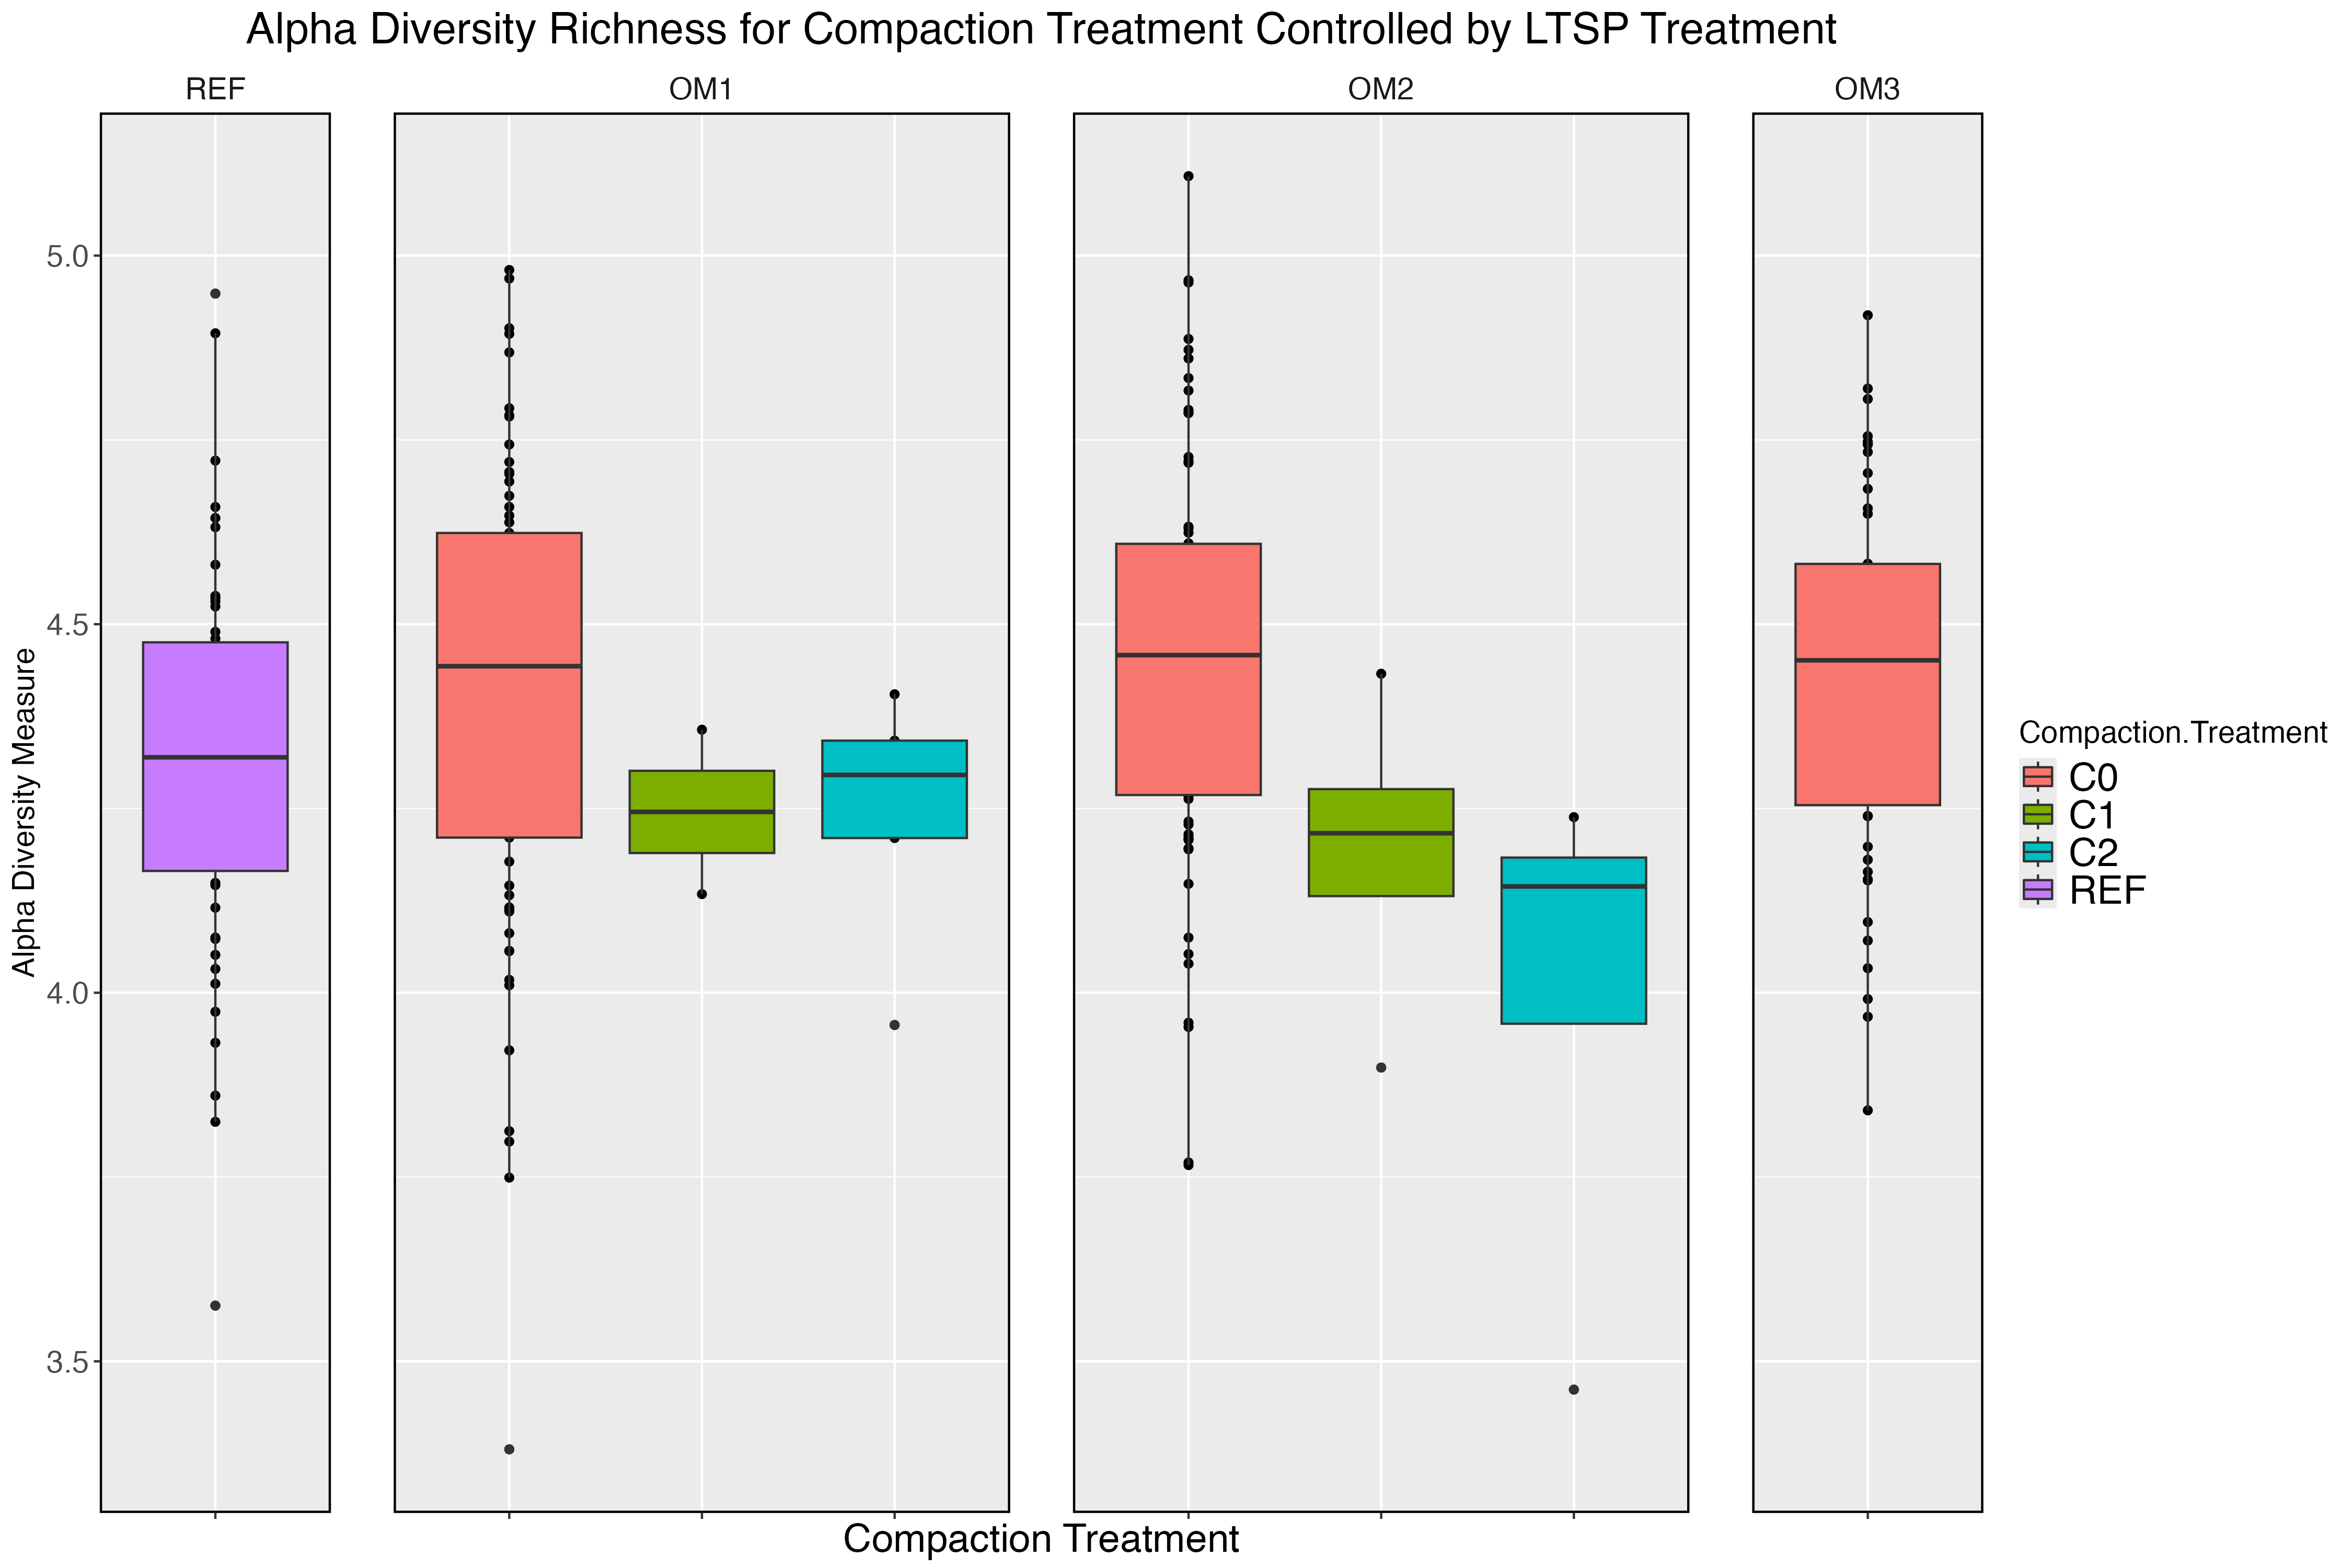 Alpha Diversity Richness for Compaction Treatment Controlled by LTSP Treatment
REF
OM1
OM2
OM3
5.0
4.5
4.0
3.5
Alpha Diversity Measure
Compaction Treatment
Compaction.Treatment
C0
C1
C2
REF